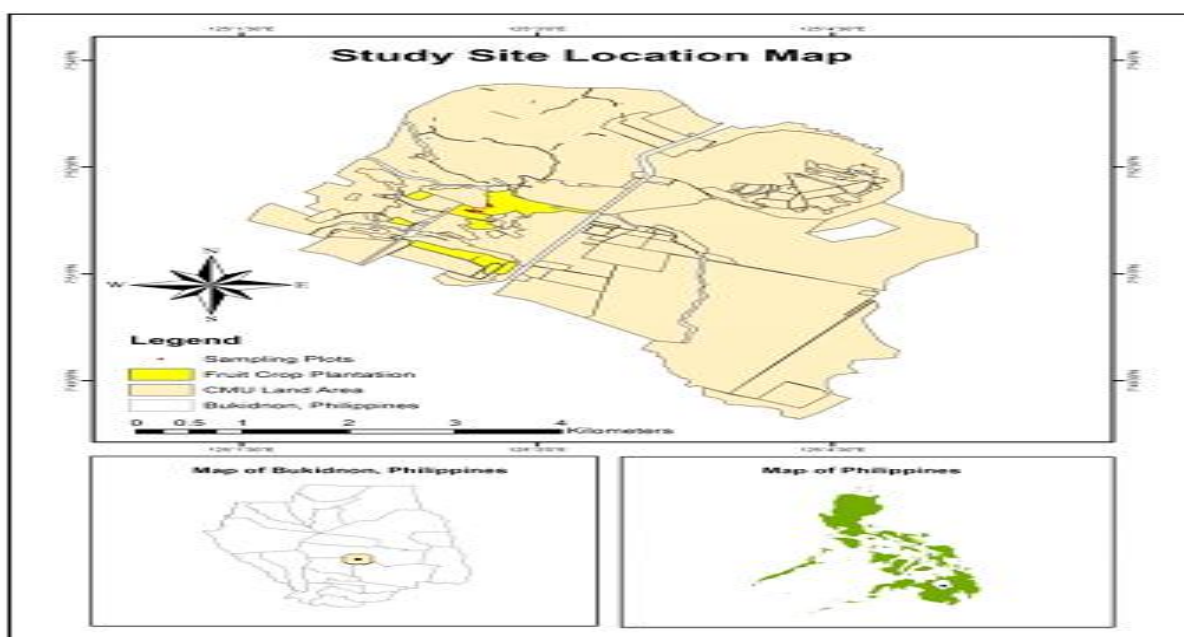 Study Site Location Map
N
W
E
S
Legend
Sampling Plots
Fruit Crop Plantation
CMU Land Area
Bukidnon, Philippines
0 0.5 1 2 3 4
Kilometers
Map of Bukidnon, Philippines
Map of Philippines